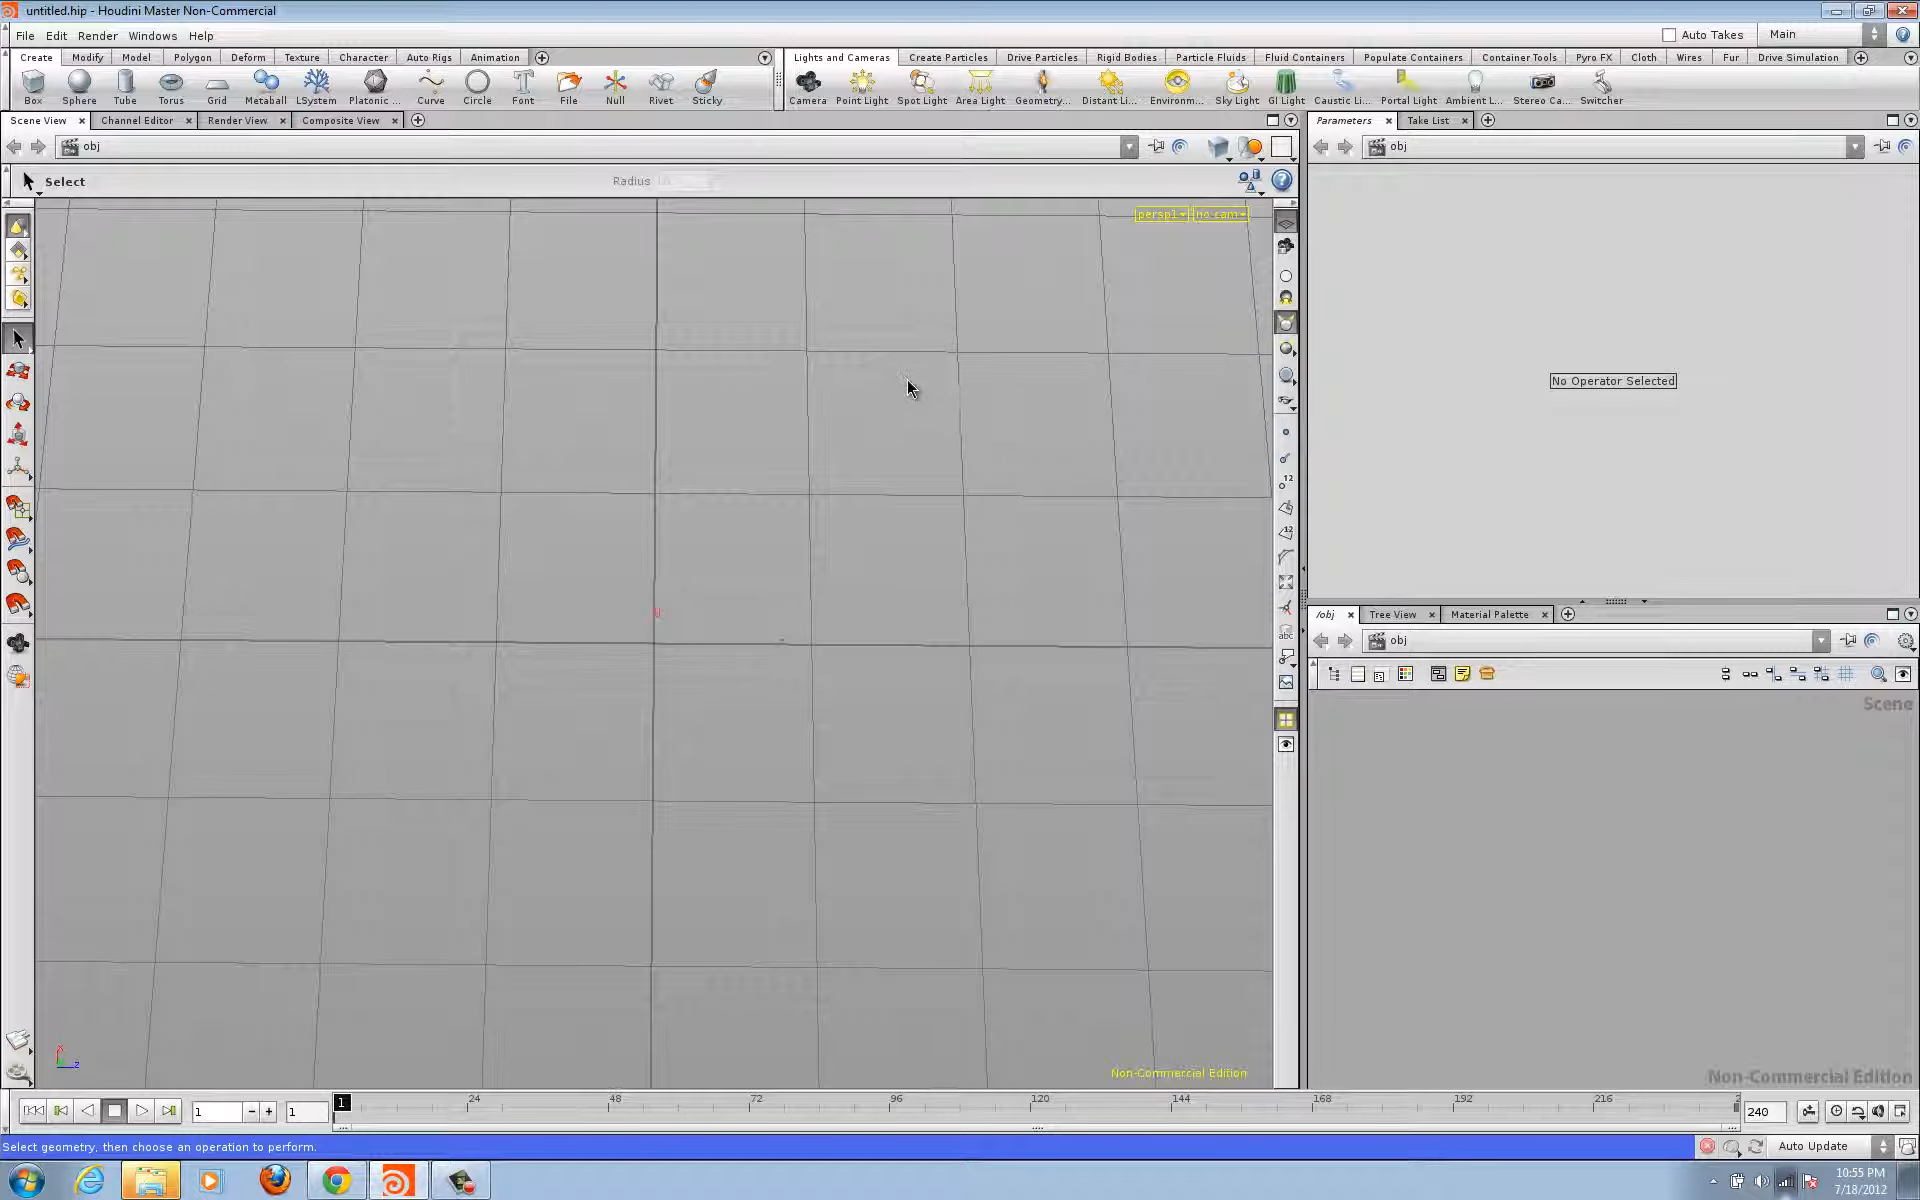 untitled.hip - Houdini Master Non-Commercial
File Edit Render Windows Help
Auto Takes Main
Create Modify Model Polygon Deform Texture Character Auto Rigs Animation
Lights and Cameras Create Particles Drive Particles Rigid Bodies Particle Fluids Fluid Containers Populate Containers Container Tools Pyro FX Cloth Wires Fur Drive Simulation
Box Sphere Tube Torus Grid Metaball LSystem Platonic ... Curve Circle Font File Null Rivet Sticky
Camera Point Light Spot Light Area Light Geometry... Distant Li... Environm... Sky Light GI Light Caustic Li... Portal Light Ambient L... Stereo Ca... Switcher
Scene View Channel Editor Render View Composite View
Parameters Take List
obj
obj
Select
Radius
persp1 no cam
No Operator Selected
12
12
abc
/obj Tree View Material Palette
obj
Scene
x
z
Non-Commercial Edition
Non-Commercial Edition
1 1
1 24 48 72 96 120 144 168 192 216 2
240
Select geometry, then choose an operation to perform.
Auto Update
10:55 PM
7/18/2012